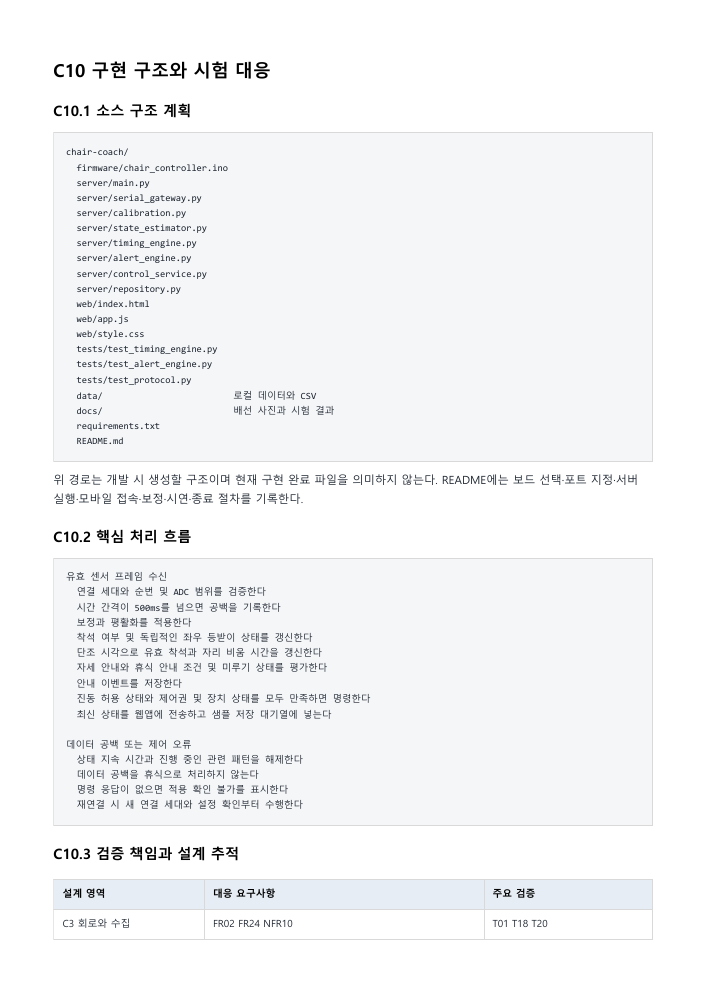 C10 구현 구조와 시험 대응
C10.1 소스 구조 계획
chair-coach/
firmware/chair_controller.ino
server/main.py
server/serial_gateway.py
server/calibration.py
server/state_estimator.py
server/timing_engine.py
server/alert_engine.py
server/control_service.py
server/repository.py
web/index.html
web/app.js
web/style.css
tests/test_timing_engine.py
tests/test_alert_engine.py
tests/test_protocol.py
data/ 로컬 데이터와 CSV
docs/ 배선 사진과 시험 결과
requirements.txt
README.md
위 경로는 개발 시 생성할 구조이며 현재 구현 완료 파일을 의미하지 않는다. README에는 보드 선택·포트 지정·서버
실행·모바일 접속·보정·시연·종료 절차를 기록한다.
C10.2 핵심 처리 흐름
유효 센서 프레임 수신
연결 세대와 순번 및 ADC 범위를 검증한다
시간 간격이 500ms를 넘으면 공백을 기록한다
보정과 평활화를 적용한다
착석 여부 및 독립적인 좌우 등받이 상태를 갱신한다
단조 시각으로 유효 착석과 자리 비움 시간을 갱신한다
자세 안내와 휴식 안내 조건 및 미루기 상태를 평가한다
안내 이벤트를 저장한다
진동 허용 상태와 제어권 및 장치 상태를 모두 만족하면 명령한다
최신 상태를 웹앱에 전송하고 샘플 저장 대기열에 넣는다
데이터 공백 또는 제어 오류
상태 지속 시간과 진행 중인 관련 패턴을 해제한다
데이터 공백을 휴식으로 처리하지 않는다
명령 응답이 없으면 적용 확인 불가를 표시한다
재연결 시 새 연결 세대와 설정 확인부터 수행한다
C10.3 검증 책임과 설계 추적
설계 영역 대응 요구사항 주요 검증
C3 회로와 수집 FR02 FR24 NFR10 T01 T18 T20